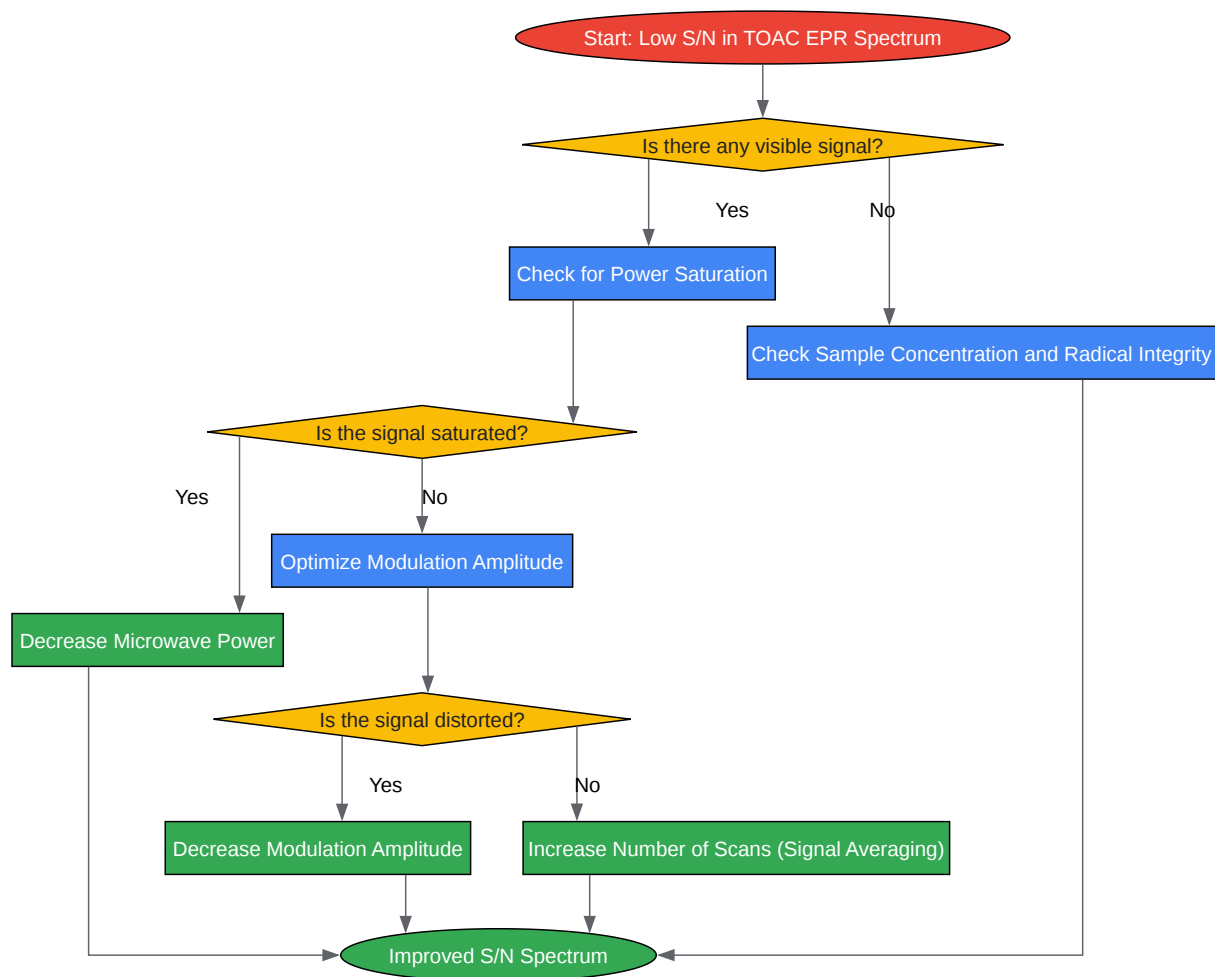 Start: Low S/N in TOAC EPR Spectrum
Is there any visible signal?
Yes
No
Check for Power Saturation
Check Sample Concentration and Radical Integrity
Is the signal saturated?
Yes
No
Optimize Modulation Amplitude
Decrease Microwave Power
Is the signal distorted?
Yes
No
Decrease Modulation Amplitude
Increase Number of Scans (Signal Averaging)
Improved S/N Spectrum